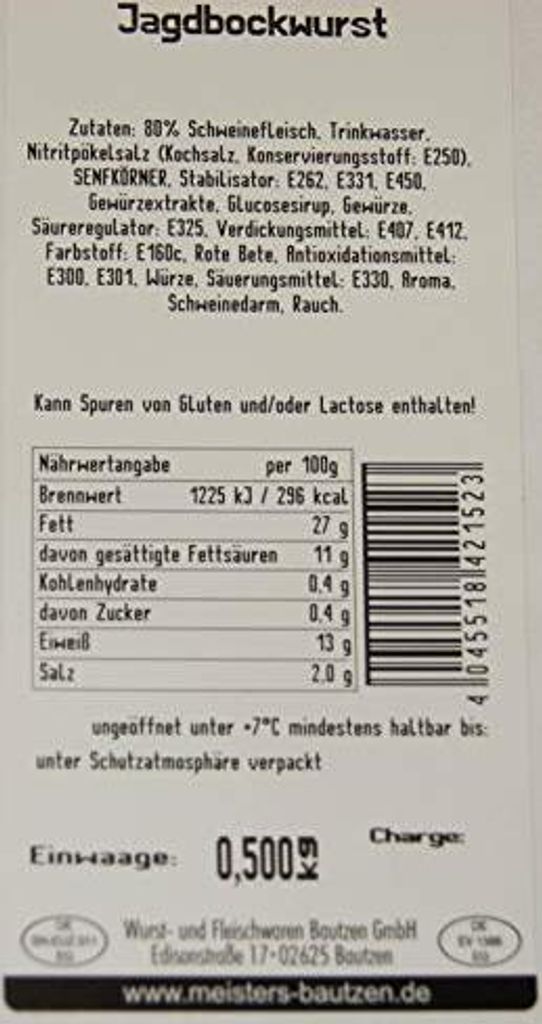 Jagdbockwurst
Zutaten: 80% Schweinefleisch, Trinkwasser,
Nitritpökelsalz (Kochsalz, Konservierungsstoff: E250),
SENFKÖRNER, Stabilisator: E262, E331, E450,
Gewürzextrakte, Glucosesirup, Gewürze,
Säureregulator: E325, Verdickungsmittel: E407, E412,
Farbstoff: E160c, Rote Bete, Antioxidationsmittel:
E300, E301, Würze, Säuerungsmittel: E330, Aroma,
Schweinedarm, Rauch.
Kann Spuren von Gluten und/oder Lactose enthalten!
Nährwertangabe per 100g
Brennwert 1225 kJ / 296 kcal
Fett 27 g
davon gesättigte Fettsäuren 11 g
Kohlenhydrate 0,4 g
davon Zucker 0,4 g
Eiweiß 13 g
Salz 2,0 g
4 045518 421523
ungeöffnet unter +7°C mindestens haltbar bis:
unter Schutzatmosphäre verpackt
Einwaage: 0,500kg
Charge:
Wurst- und Fleischwaren Bautzen GmbH
Edisonstraße 17-02625 Bautzen
www.meisters-bautzen.de